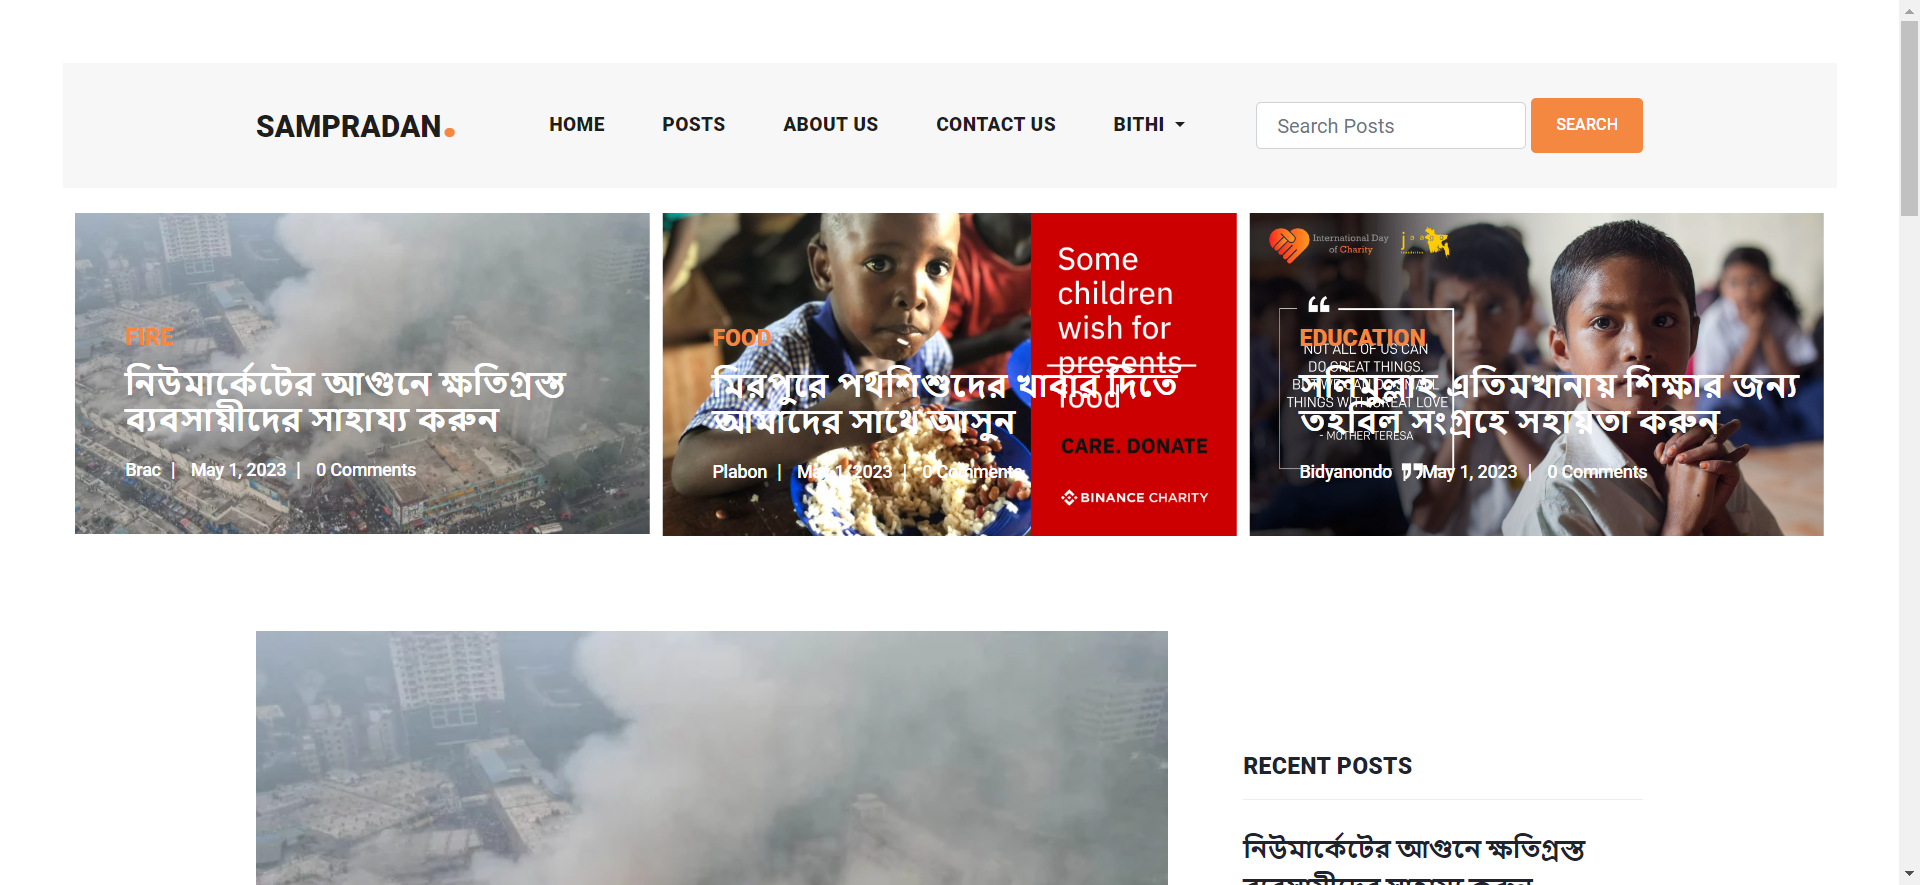 SAMPRADAN.
HOME
POSTS
ABOUT US
CONTACT US
BITHI
Search Posts
SEARCH
FIRE
নিউমার্কেটের আগুনে ক্ষতিগ্রস্ত
ব্যবসায়ীদের সাহায্য করুন
Brac | May 1, 2023 | 0 Comments
Some
children
wish for
presents
food
CARE. DONATE
BINANCE CHARITY
FOOD
মিরপুরে পথশিশুদের খাবার দিতে
আমাদের সাথে আসুন
Plabon | May 1, 2023 | 0 Comments
International Day
of Charity
EDUCATION
NOT ALL OF US CAN
DO GREAT THINGS.
BUT WE CAN DO SMALL
THINGS WITH GREAT LOVE
- MOTHER TERESA
সলিমুল্লাহ এতিমখানায় শিক্ষার জন্য
তহবিল সংগ্রহে সহায়তা করুন
Bidyanondo May 1, 2023 | 0 Comments
RECENT POSTS
নিউমার্কেটের আগুনে ক্ষতিগ্রস্ত
ব্যবসায়ীদের সাহায্য করুন